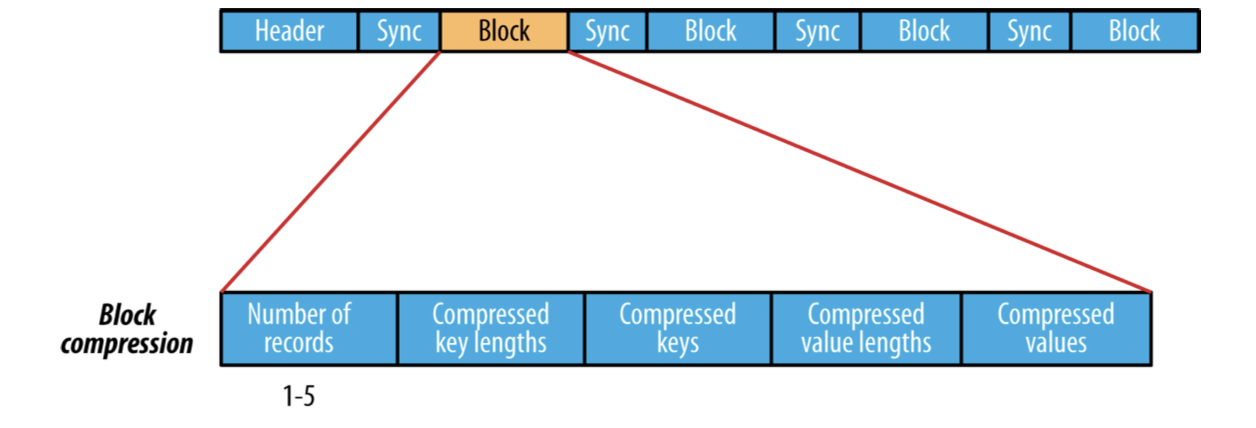 Header Sync Block Sync Block Sync Block Sync Block
Block compression
Number of records
Compressed key lengths
Compressed keys
Compressed value lengths
Compressed values
1-5